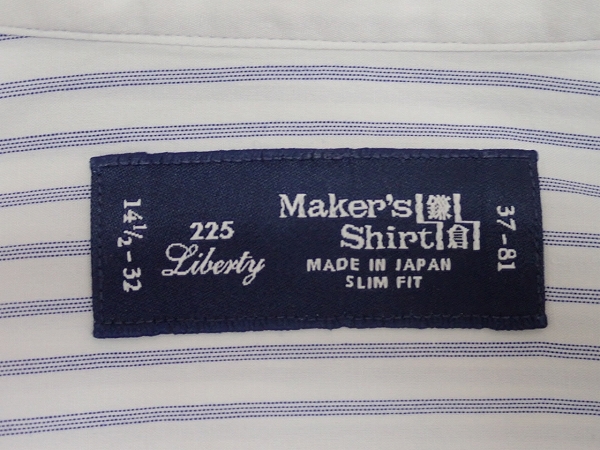 14½-32
225
Liberty
Maker's 鎌
Shirt 倉
MADE IN JAPAN
SLIM FIT
37-81